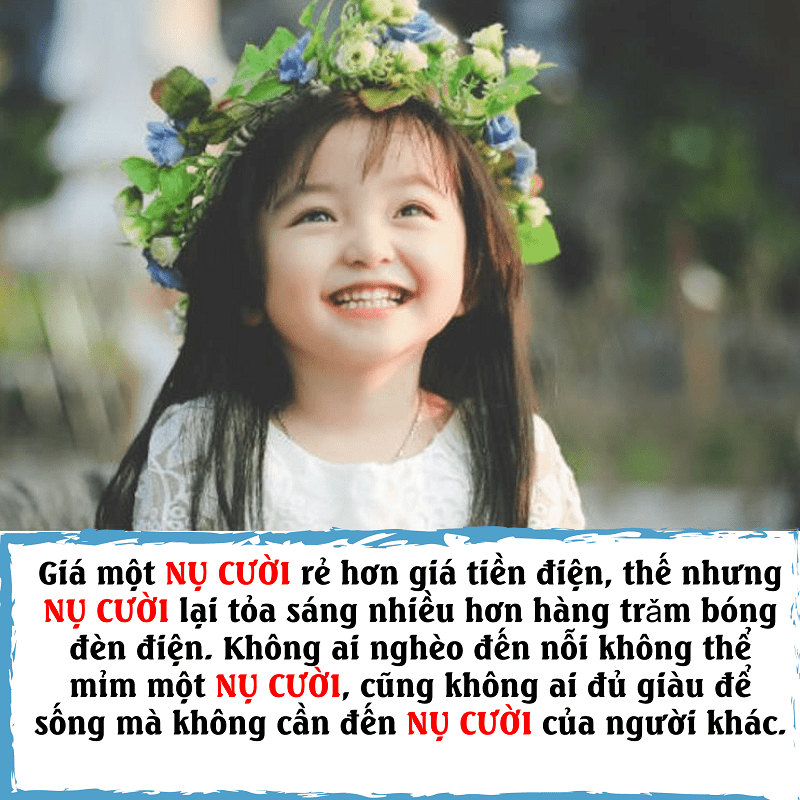 Giá một NỤ CƯỜI rẻ hơn giá tiền điện, thế nhưng
NỤ CƯỜI lại tỏa sáng nhiều hơn hàng trăm bóng
đèn điện. Không ai nghèo đến nỗi không thể
mỉm một NỤ CƯỜI, cũng không ai đủ giàu để
sống mà không cần đến NỤ CƯỜI của người khác.